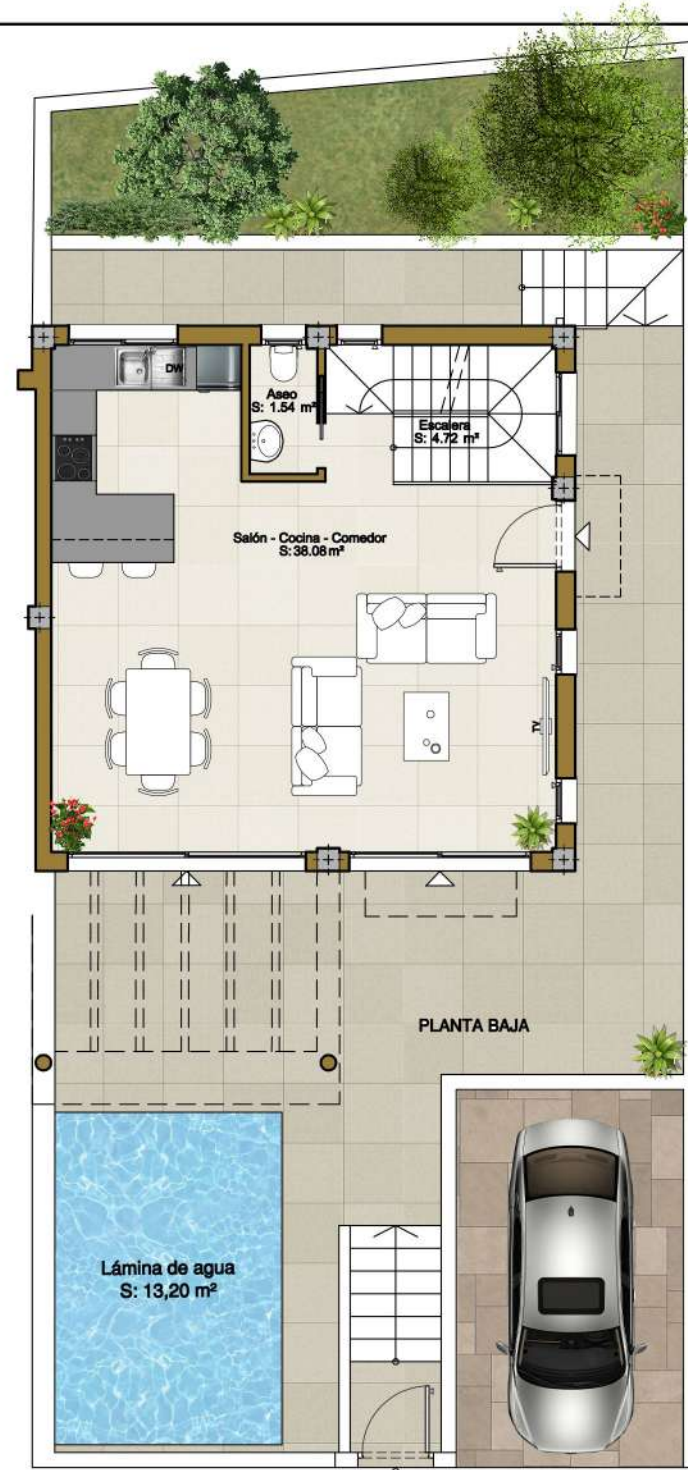 DW
Aseo
S: 1.54 m²
Escalera
S: 4.72 m²
Salón - Cocina - Comedor
S: 38.08 m²
TV
PLANTA BAJA
Lámina de agua
S: 13,20 m²